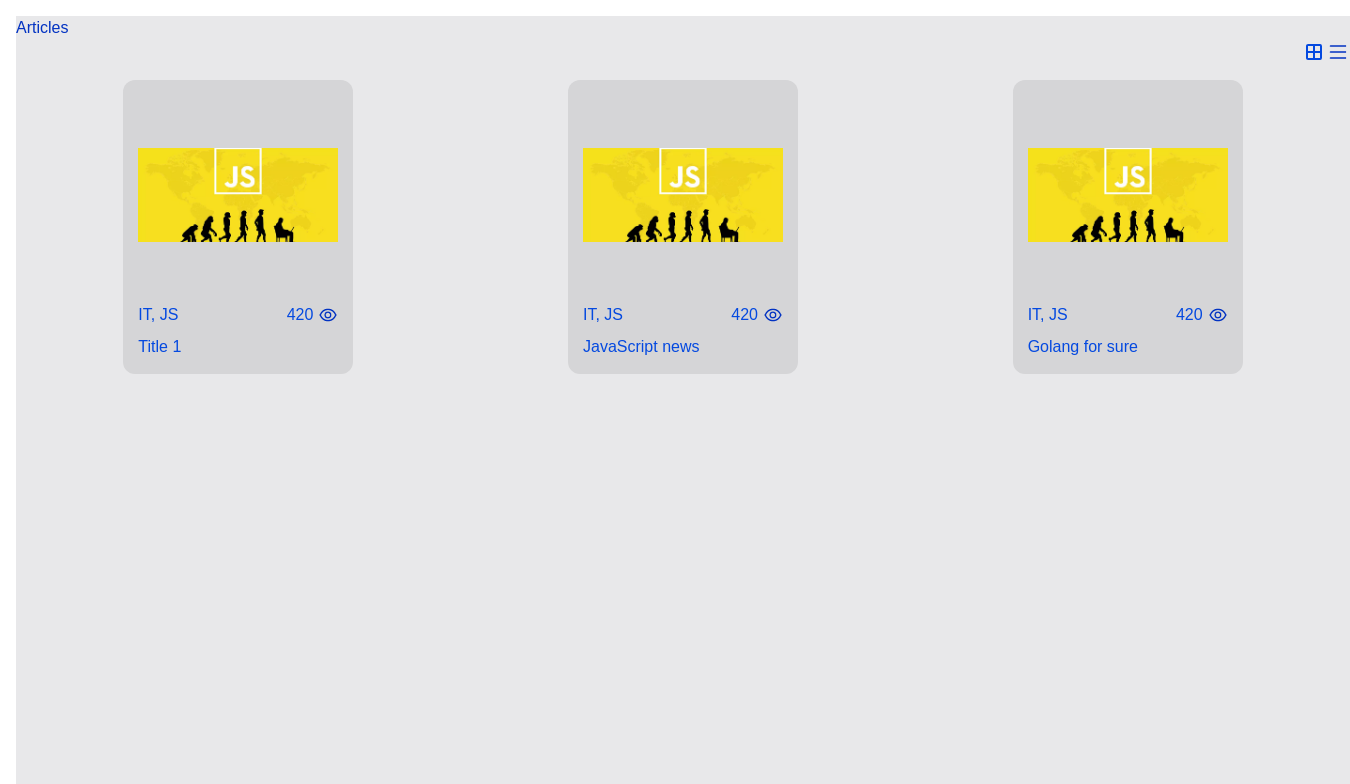 Articles
JS
JS
JS
IT, JS 420
IT, JS 420
IT, JS 420
Title 1
JavaScript news
Golang for sure